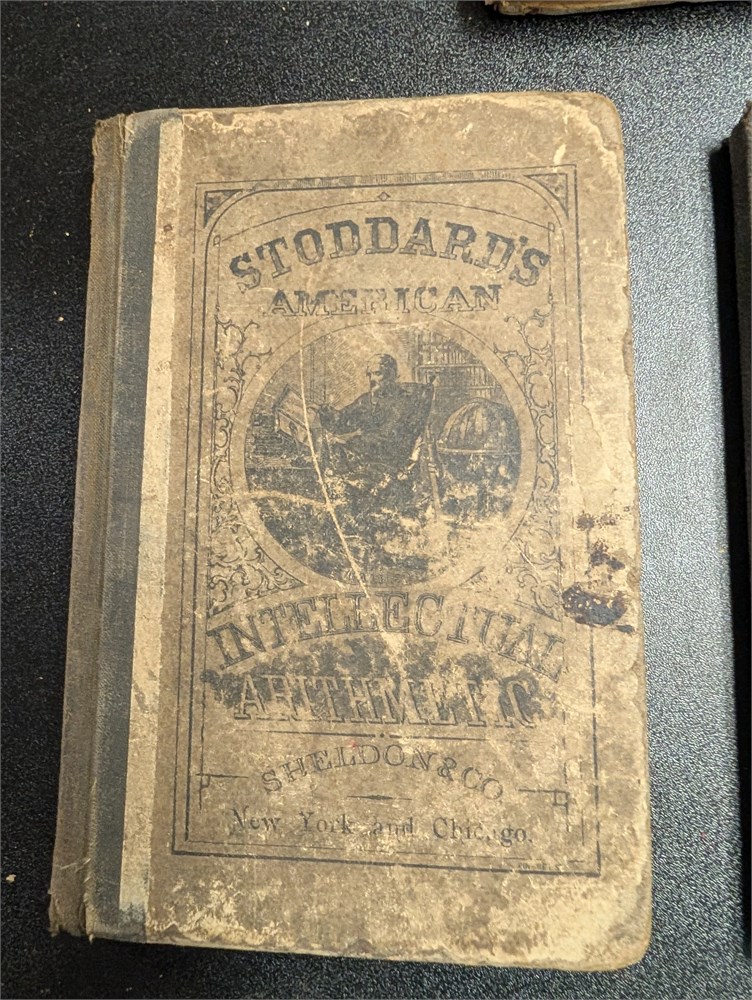 STODDARD'S
AMERICAN
INTELLECTUAL
ARITHMETIC
SHELDON & CO
New York and Chicago.